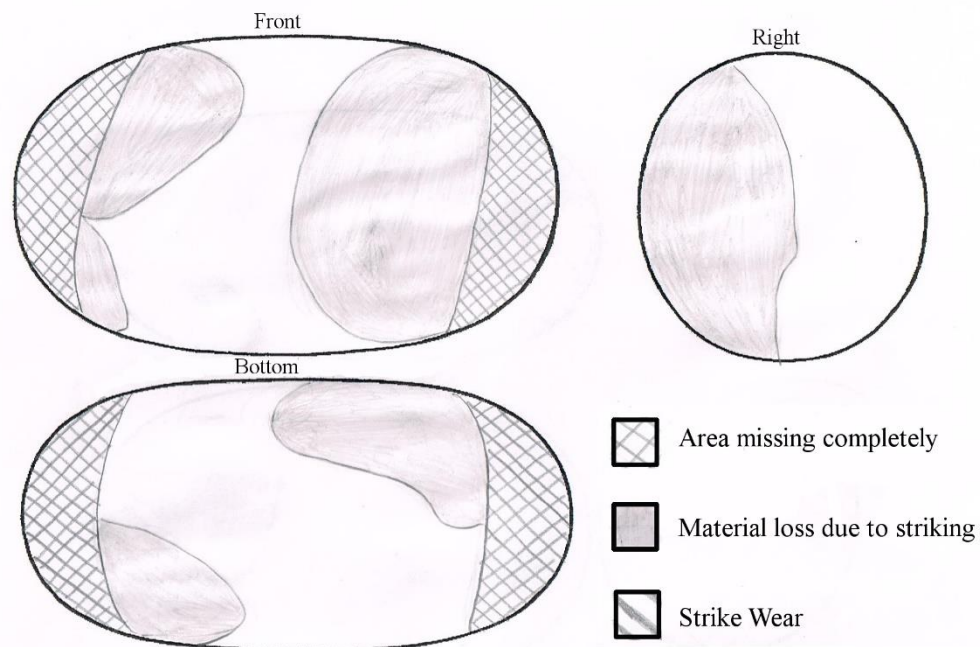 Front
Right
Bottom
Area missing completely
Material loss due to striking
Strike Wear